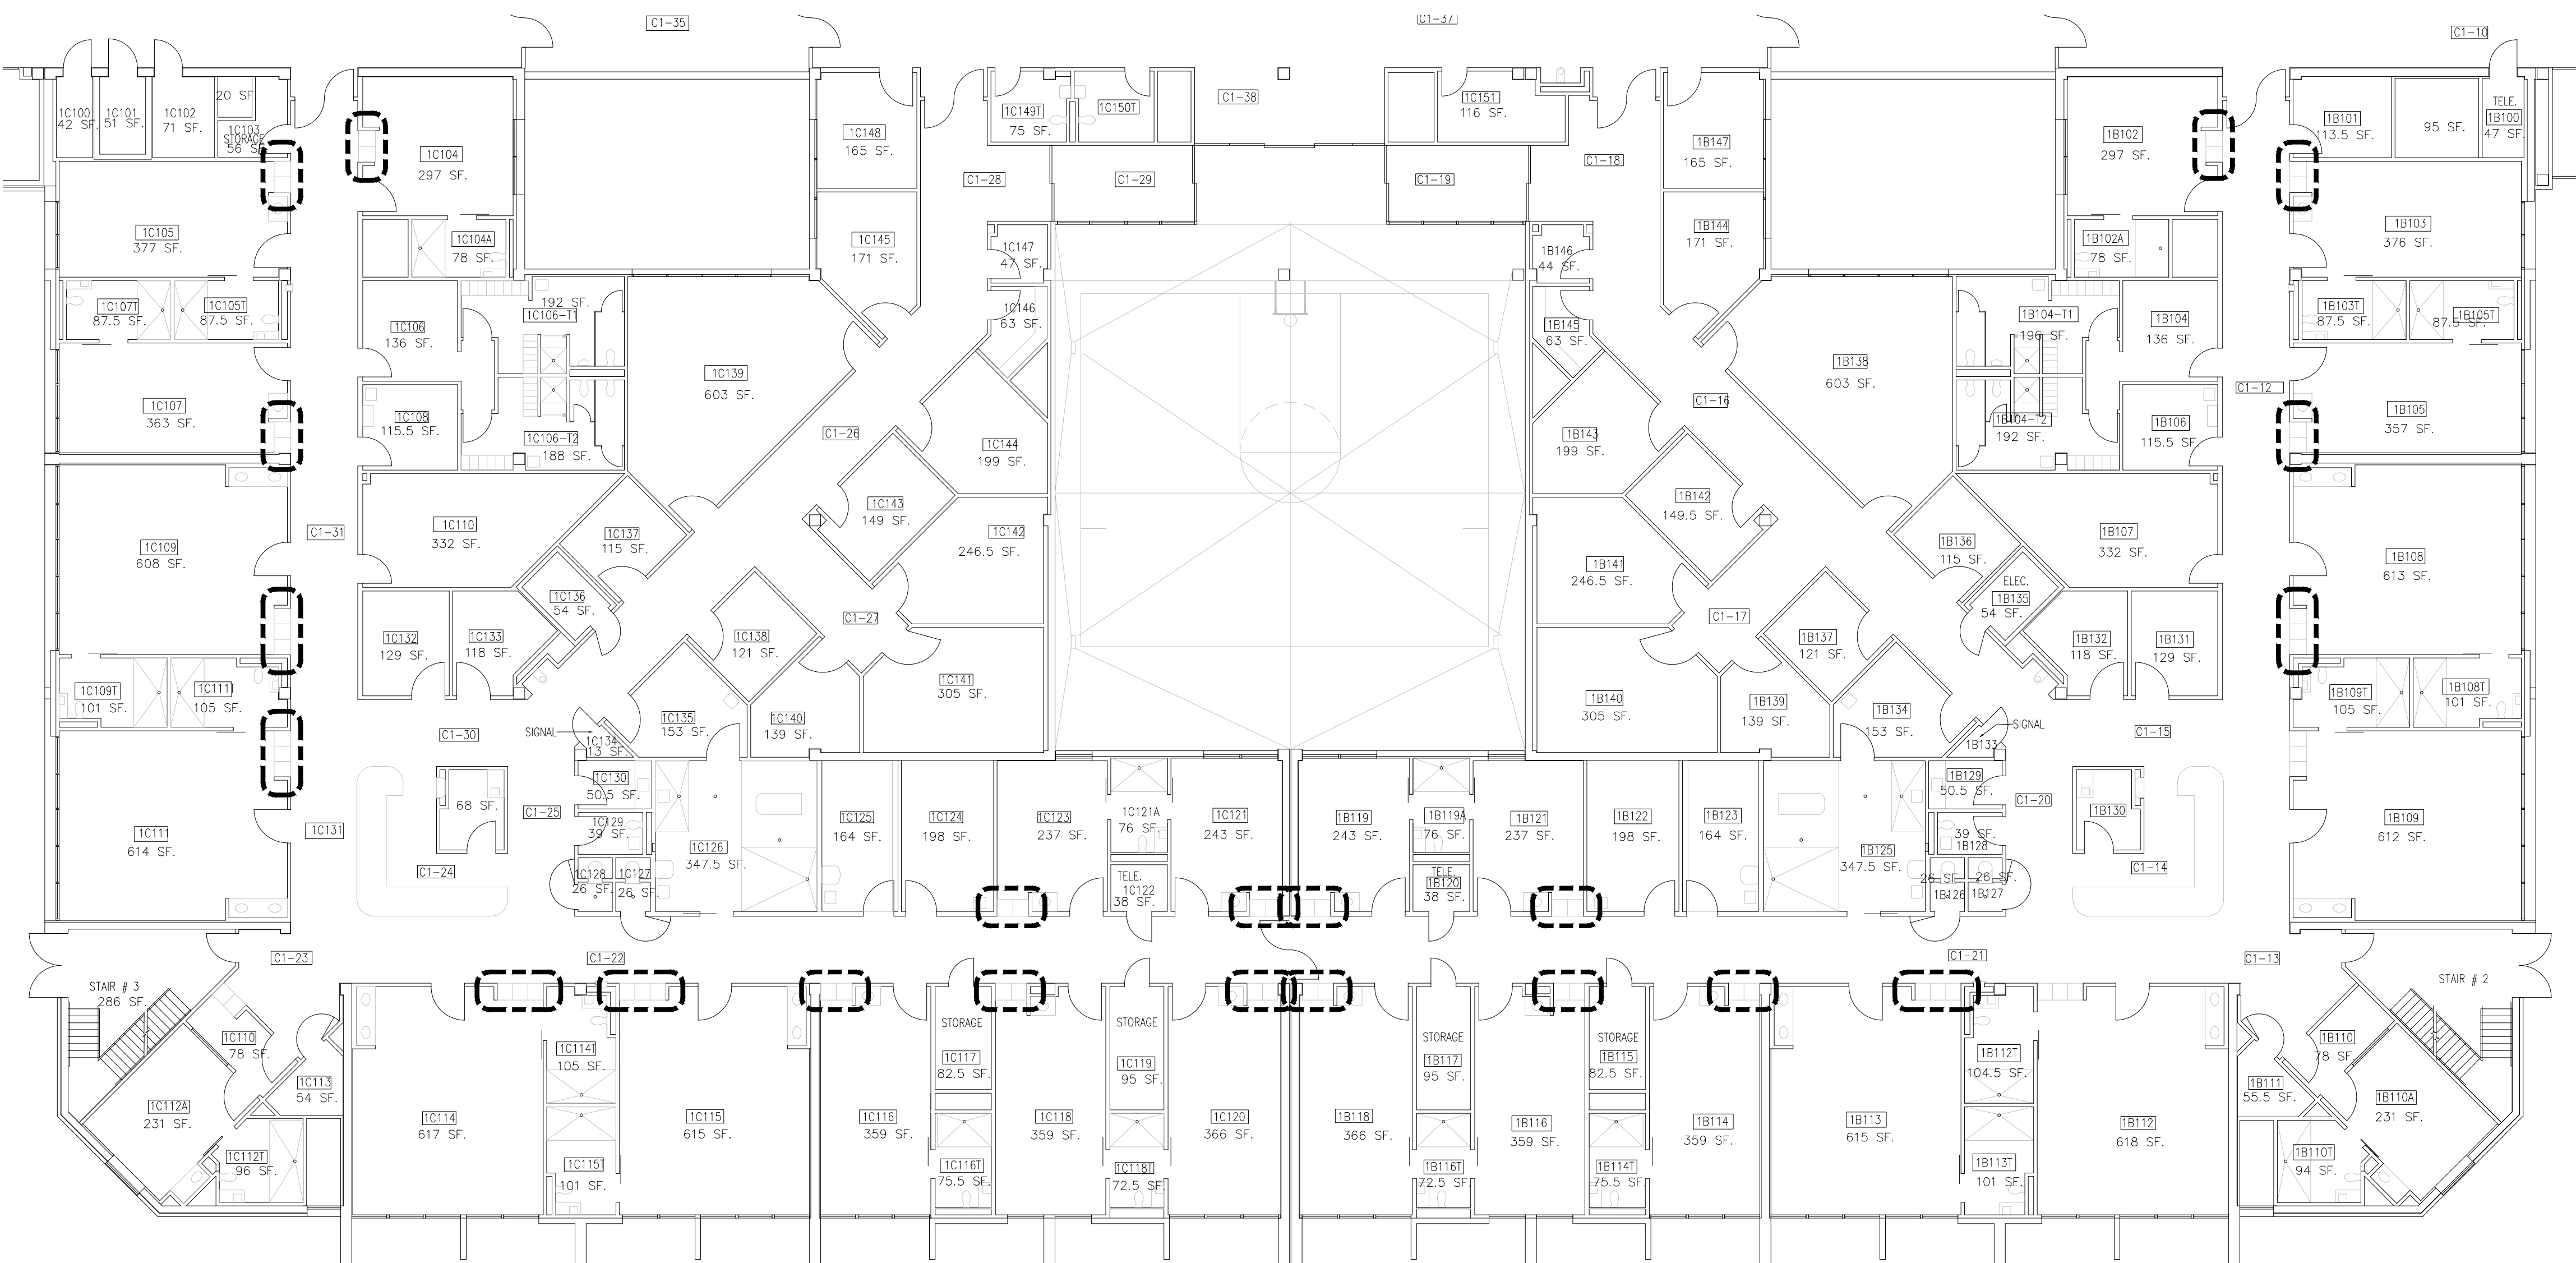 C1-35
C1-37
C1-10
1C100
42 SF.
1C101
51 SF.
1C102
71 SF.
20 SF.
1C103
STORAGE
56 SF
1C104
297 SF.
1C148
165 SF.
1C149T
75 SF.
1C150T
C1-38
1C151
116 SF.
1B147
165 SF.
1B102
297 SF.
1B101
113.5 SF.
95 SF.
TELE.
1B100
47 SF.
C1-28
C1-29
C1-19
C1-18
1C105
377 SF.
1C104A
78 SF.
1C145
171 SF.
1C147
47 SF.
1B146
44 SF.
1B144
171 SF.
1B102A
78 SF.
1B103
376 SF.
1C107T
87.5 SF.
1C105T
87.5 SF.
1C106
136 SF.
192 SF.
1C106-T1
1C146
63 SF.
1B145
63 SF.
1B104-T1
196 SF.
1B104
136 SF.
1B103T
87.5 SF.
1B105T
87.5 SF.
1C139
603 SF.
1B138
603 SF.
C1-12
1C107
363 SF.
1C108
115.5 SF.
1C106-T2
188 SF.
C1-26
1C144
199 SF.
1B143
199 SF.
C1-16
1B104-T2
192 SF.
1B106
115.5 SF.
1B105
357 SF.
C1-31
1C109
608 SF.
1C110
332 SF.
1C137
115 SF.
1C143
149 SF.
1C142
246.5 SF.
1B142
149.5 SF.
1B141
246.5 SF.
1B136
115 SF.
1B107
332 SF.
1B108
613 SF.
1C136
54 SF.
ELEC.
1B135
54 SF.
1C132
129 SF.
1C133
118 SF.
1C138
121 SF.
C1-27
C1-17
1B137
121 SF.
1B132
118 SF.
1B131
129 SF.
1C109T
101 SF.
1C111T
105 SF.
1C141
305 SF.
1B140
305 SF.
1B139
139 SF.
1B109T
105 SF.
1B108T
101 SF.
C1-30
SIGNAL
1C134
13 SF.
1C135
153 SF.
1C140
139 SF.
1B134
153 SF.
SIGNAL
1B133
C1-15
1C131
1C111
614 SF.
68 SF.
C1-25
1C130
50.5 SF.
1C129
39 SF.
1C126
347.5 SF.
1C125
164 SF.
1C124
198 SF.
1C123
237 SF.
1C121A
76 SF.
1C121
243 SF.
1B119
243 SF.
1B119A
76 SF.
1B121
237 SF.
1B122
198 SF.
1B123
164 SF.
1B125
347.5 SF.
1B129
50.5 SF.
39 SF.
1B128
C1-20
1B130
1B109
612 SF.
C1-24
1C128
26 SF.
1C127
26 SF.
TELE.
1C122
38 SF.
TELE.
1B120
38 SF.
26 SF.
1B126
26 SF.
1B127
C1-14
C1-23
C1-22
C1-21
C1-13
STAIR # 3
286 SF.
STAIR # 2
1C110
78 SF.
1C113
54 SF.
1C112A
231 SF.
1C112T
96 SF.
1C114
617 SF.
1C114T
105 SF.
1C115T
101 SF.
1C115
615 SF.
1C116
359 SF.
STORAGE
1C117
82.5 SF.
1C116T
75.5 SF.
1C118
359 SF.
STORAGE
1C119
95 SF.
1C118T
72.5 SF.
1C120
366 SF.
1B118
366 SF.
STORAGE
1B117
95 SF.
1B116T
72.5 SF.
1B116
359 SF.
STORAGE
1B115
82.5 SF.
1B114T
75.5 SF.
1B114
359 SF.
1B113
615 SF.
1B112T
104.5 SF.
1B113T
101 SF.
1B112
618 SF.
1B111
55.5 SF.
1B110
78 SF.
1B110A
231 SF.
1B110T
94 SF.